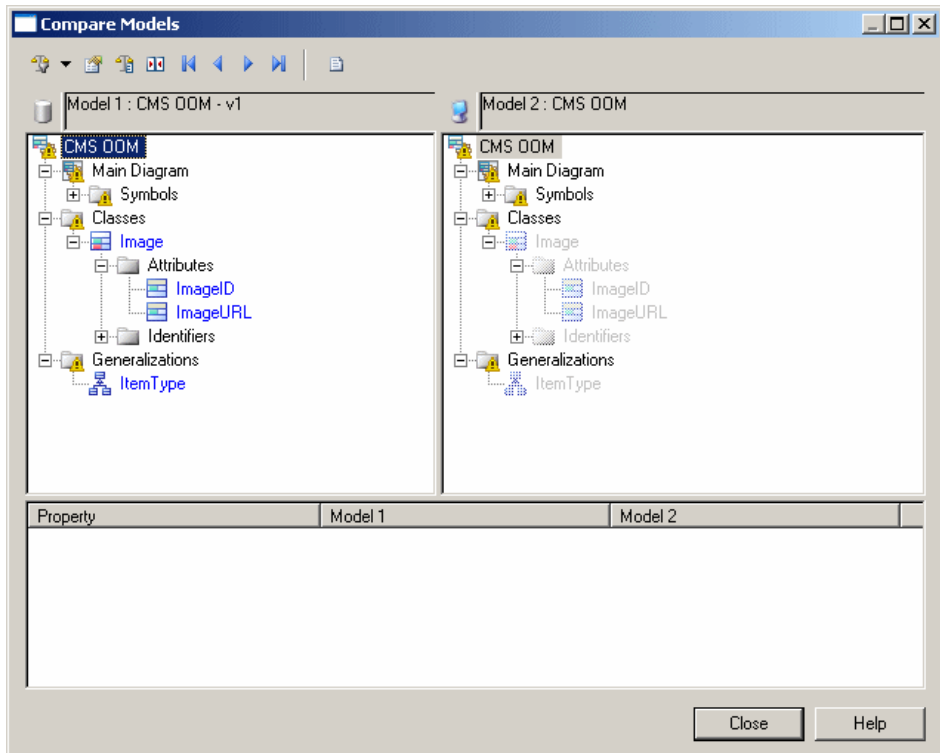 Compare Models
Model 1 : CMS OOM - v1
Model 2 : CMS OOM
CMS OOM
Main Diagram
Symbols
Classes
Image
Attributes
ImageID
ImageURL
Identifiers
Generalizations
ItemType
CMS OOM
Main Diagram
Symbols
Classes
Image
Attributes
ImageID
ImageURL
Identifiers
Generalizations
ItemType
Property Model 1 Model 2
Close Help